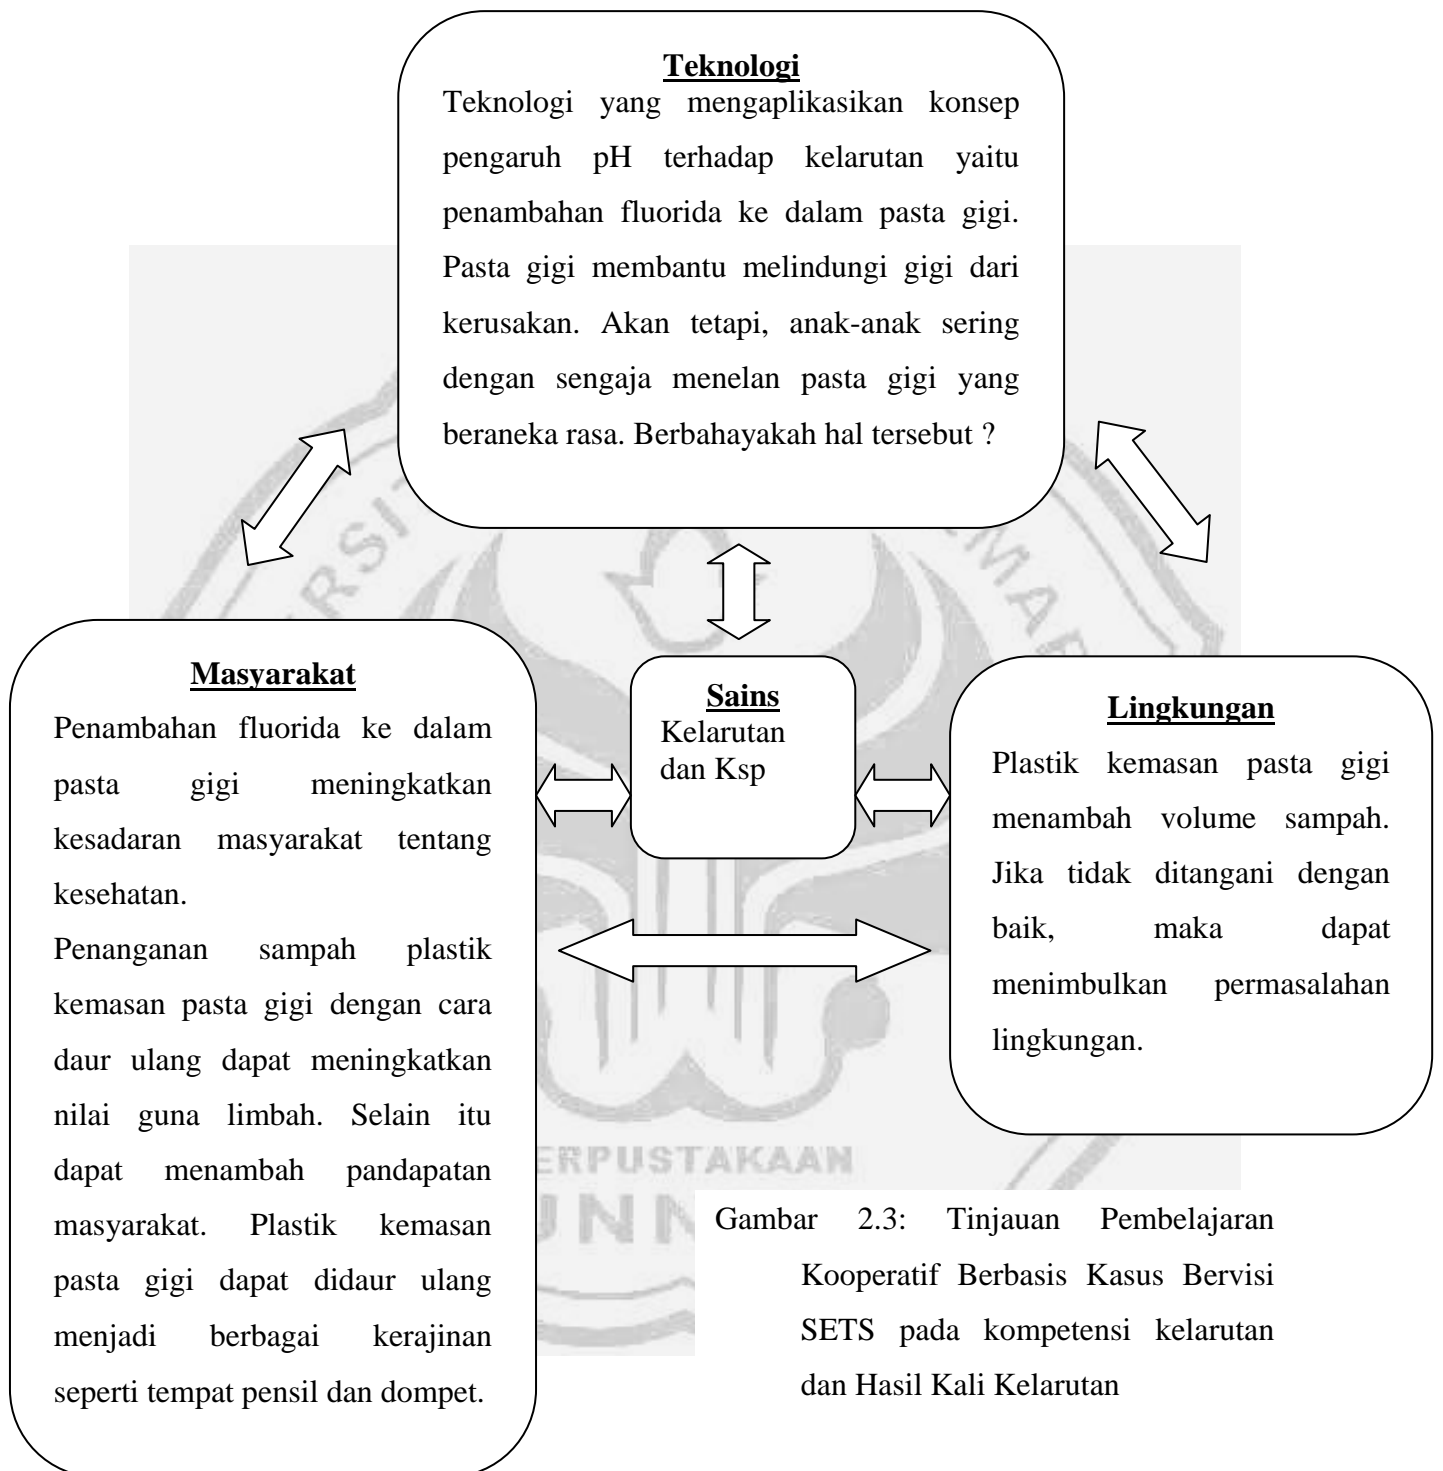 Teknologi
Teknologi yang mengaplikasikan konsep
pengaruh pH terhadap kelarutan yaitu
penambahan fluorida ke dalam pasta gigi.
Pasta gigi membantu melindungi gigi dari
kerusakan. Akan tetapi, anak-anak sering
dengan sengaja menelan pasta gigi yang
beraneka rasa. Berbahayakah hal tersebut ?
Masyarakat
Penambahan fluorida ke dalam
pasta gigi meningkatkan
kesadaran masyarakat tentang
kesehatan.
Penanganan sampah plastik
kemasan pasta gigi dengan cara
daur ulang dapat meningkatkan
nilai guna limbah. Selain itu
dapat menambah pandapatan
masyarakat. Plastik kemasan
pasta gigi dapat didaur ulang
menjadi berbagai kerajinan
seperti tempat pensil dan dompet.
Sains
Kelarutan
dan Ksp
Lingkungan
Plastik kemasan pasta gigi
menambah volume sampah.
Jika tidak ditangani dengan
baik, maka dapat
menimbulkan permasalahan
lingkungan.
Gambar 2.3: Tinjauan Pembelajaran
Kooperatif Berbasis Kasus Bervisi
SETS pada kompetensi kelarutan
dan Hasil Kali Kelarutan